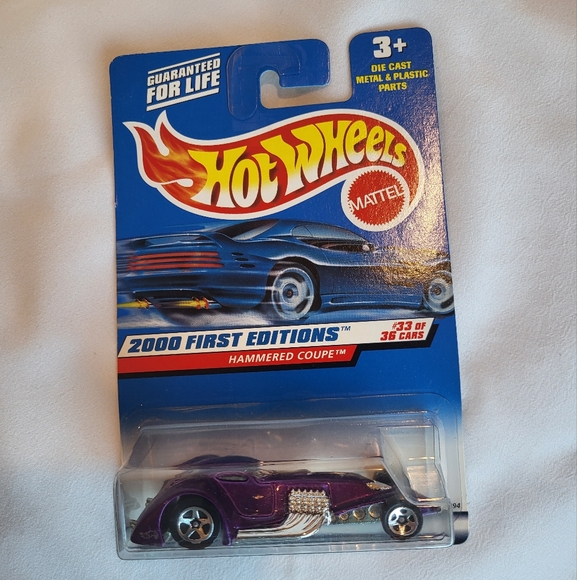 GUARANTEED
FOR LIFE
3+
DIE CAST
METAL & PLASTIC
PARTS
HOT WHEELS
MATTEL
2000 FIRST EDITIONS™
#33 OF
36 CARS
HAMMERED COUPE™
94